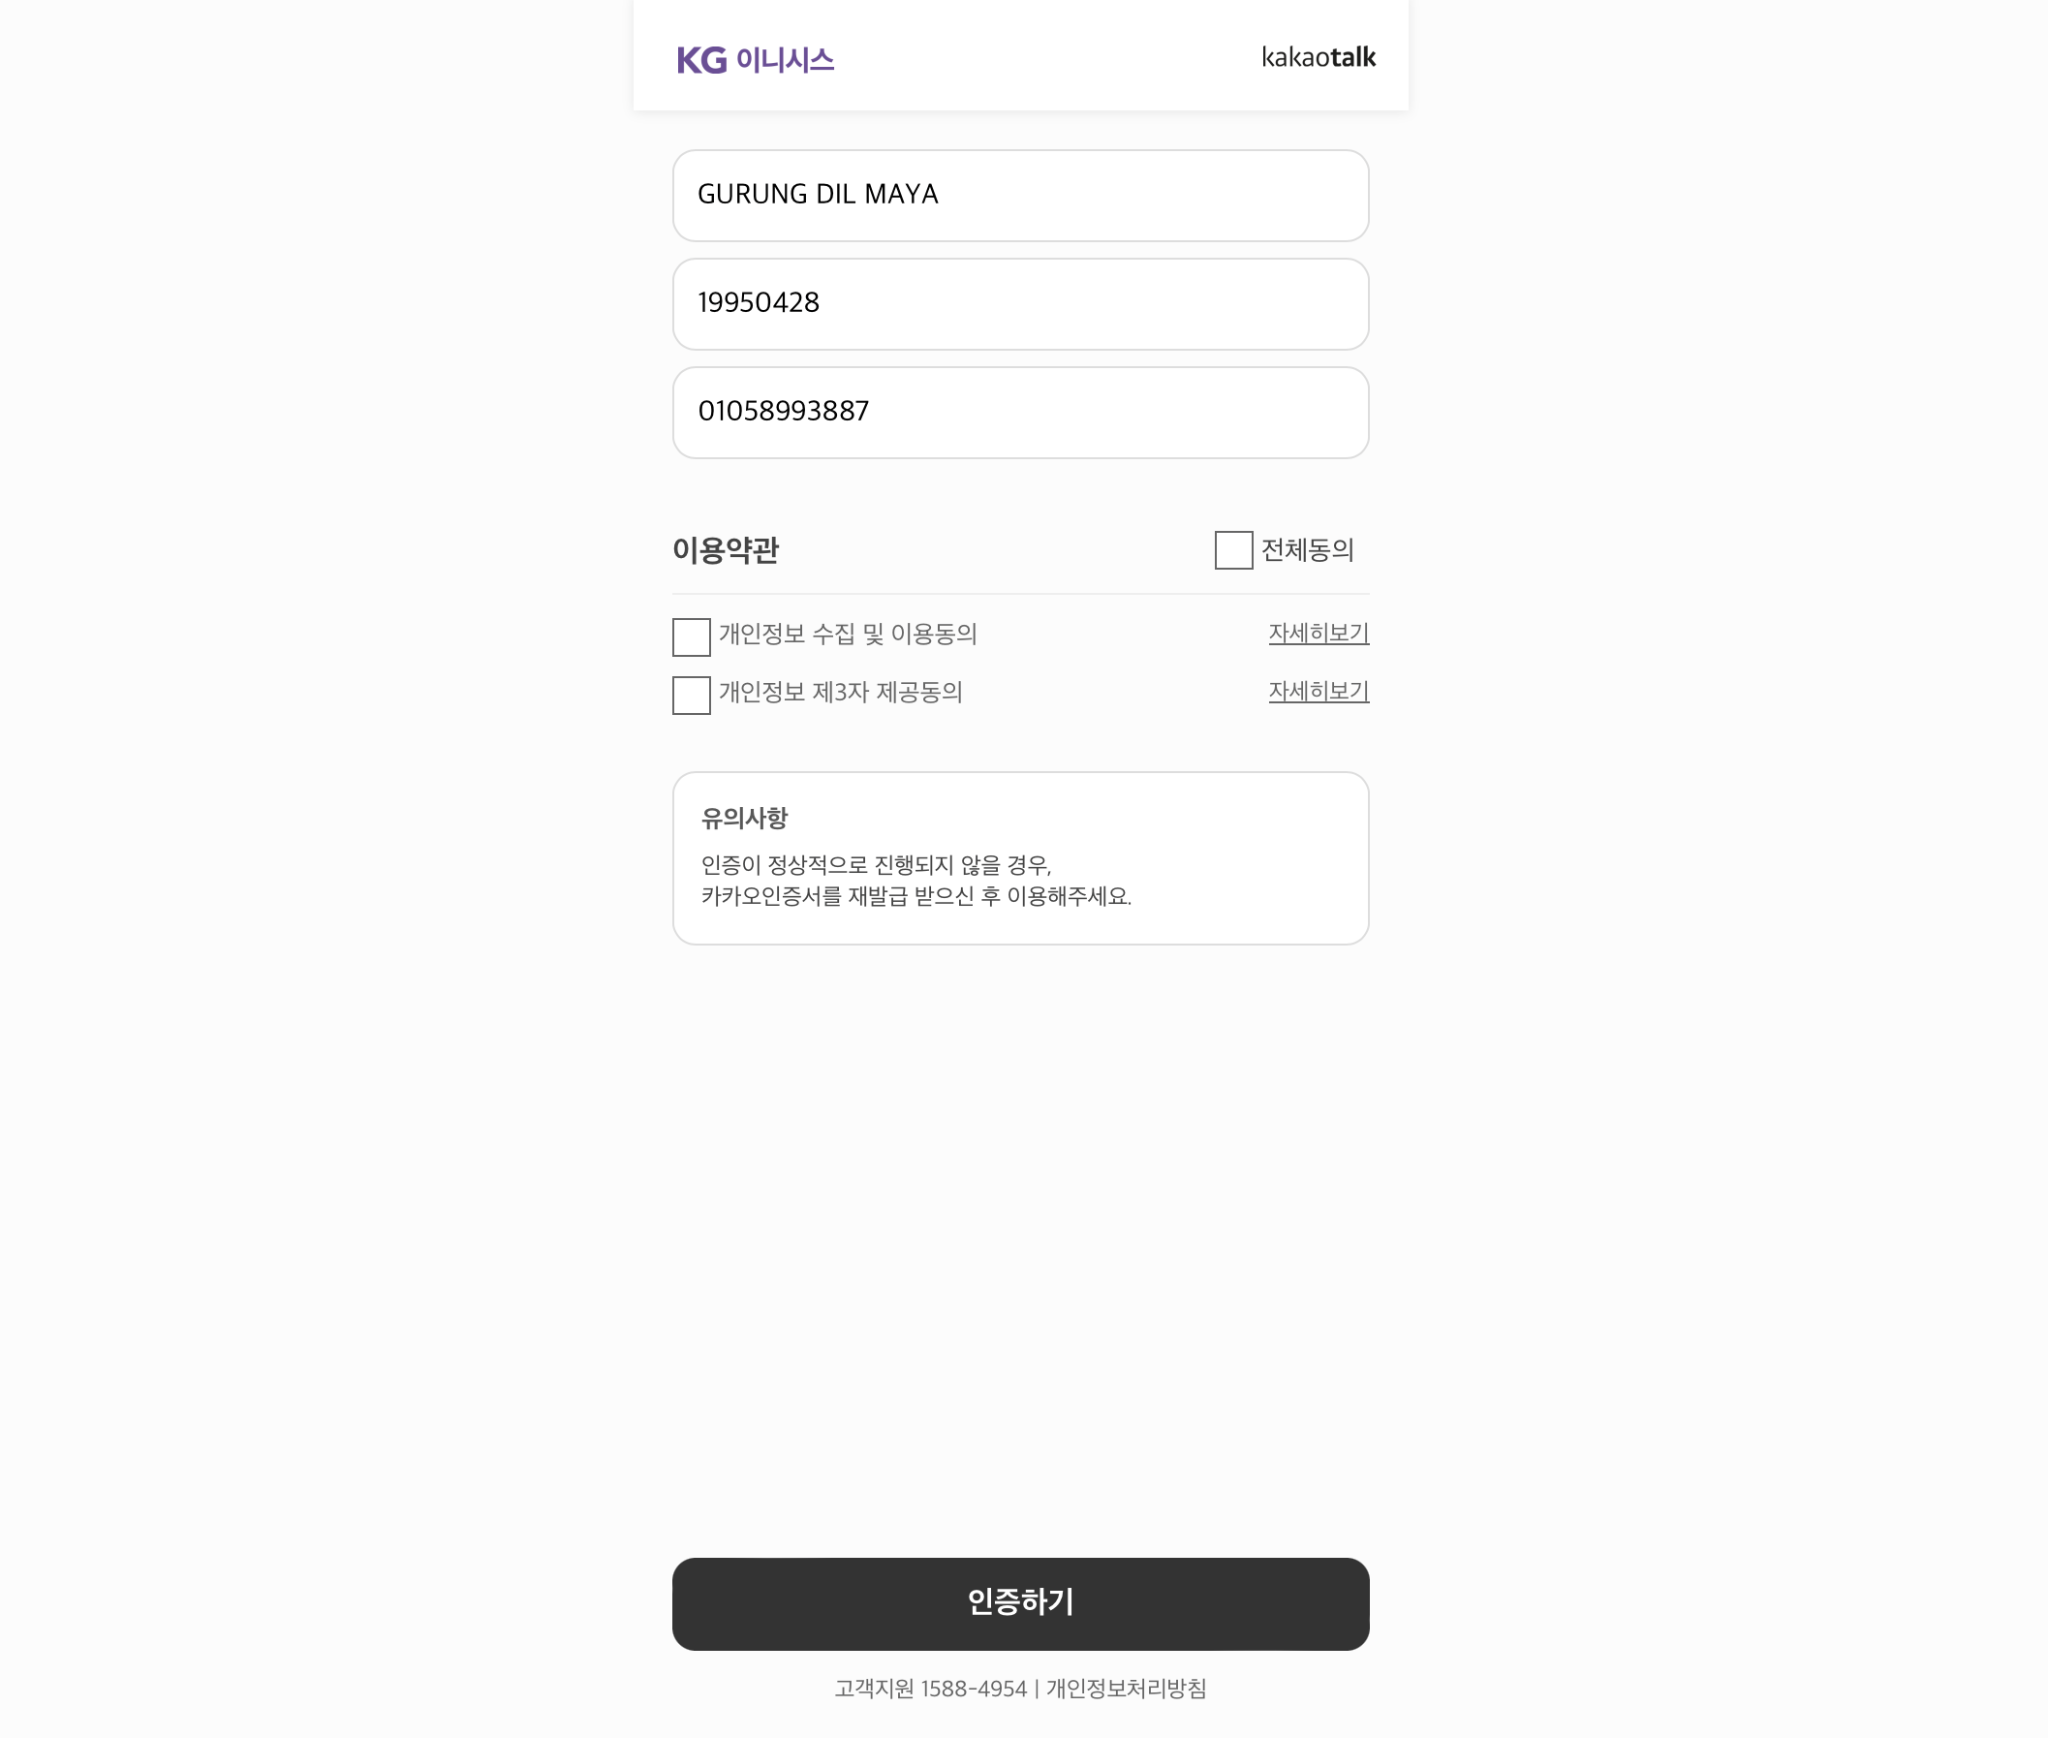 KG 이니시스
kakaotalk
GURUNG DIL MAYA
19950428
01058993887
이용약관
전체동의
개인정보 수집 및 이용동의
자세히보기
개인정보 제3자 제공동의
자세히보기
유의사항
인증이 정상적으로 진행되지 않을 경우,
카카오인증서를 재발급 받으신 후 이용해주세요.
인증하기
고객지원 1588-4954 | 개인정보처리방침